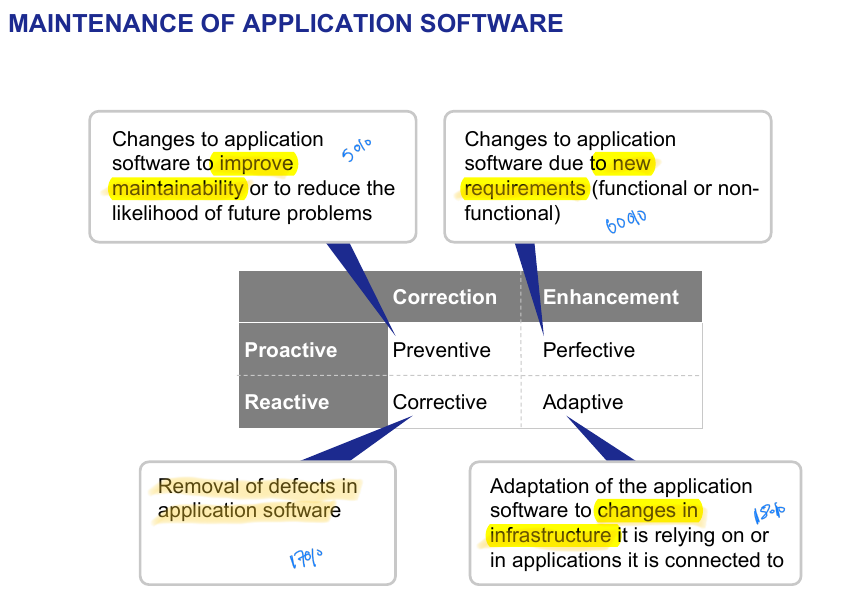 MAINTENANCE OF APPLICATION SOFTWARE
Changes to application
software to improve
maintainability or to reduce the
likelihood of future problems
5%
Changes to application
software due to new
requirements (functional or non-
functional)
60%
Correction Enhancement
Proactive Preventive Perfective
Reactive Corrective Adaptive
Removal of defects in
application software
17%
Adaptation of the application
software to changes in
infrastructure it is relying on or
in applications it is connected to
18%